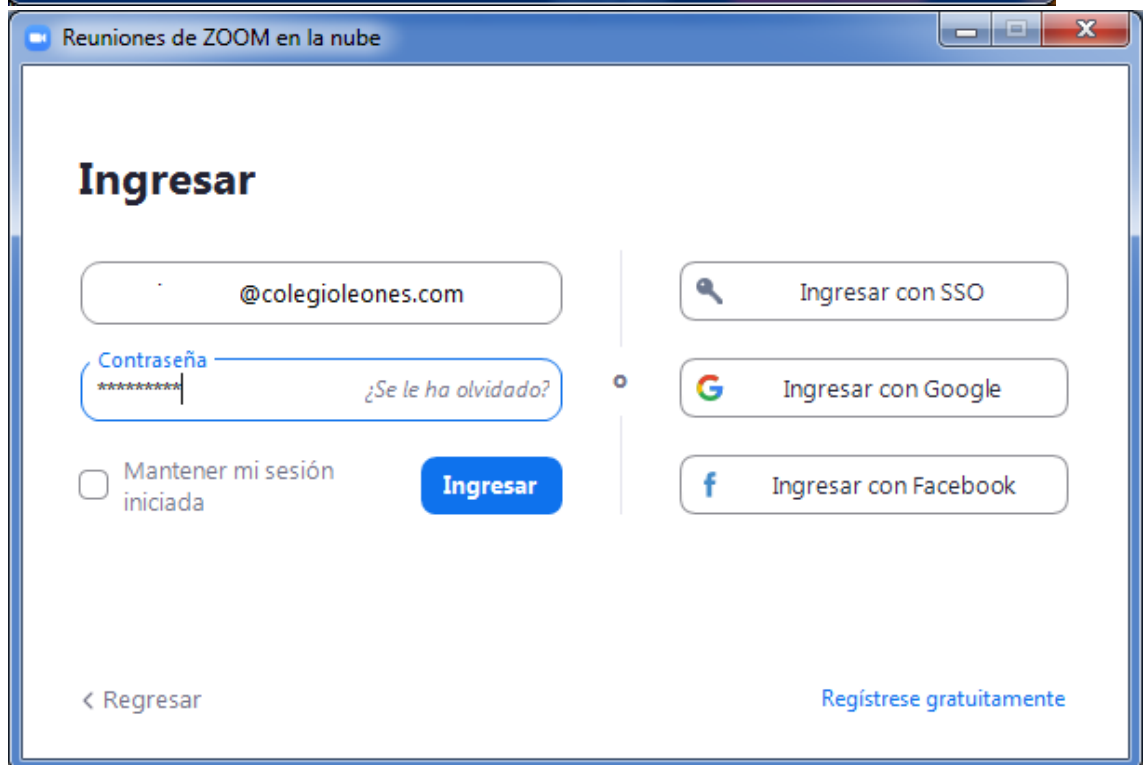 Reuniones de ZOOM en la nube
Ingresar
@colegioleones.com
Contraseña
********* ¿Se le ha olvidado?
Mantener mi sesión
iniciada
Ingresar
o
Ingresar con SSO
Ingresar con Google
Ingresar con Facebook
< Regresar
Regístrese gratuitamente